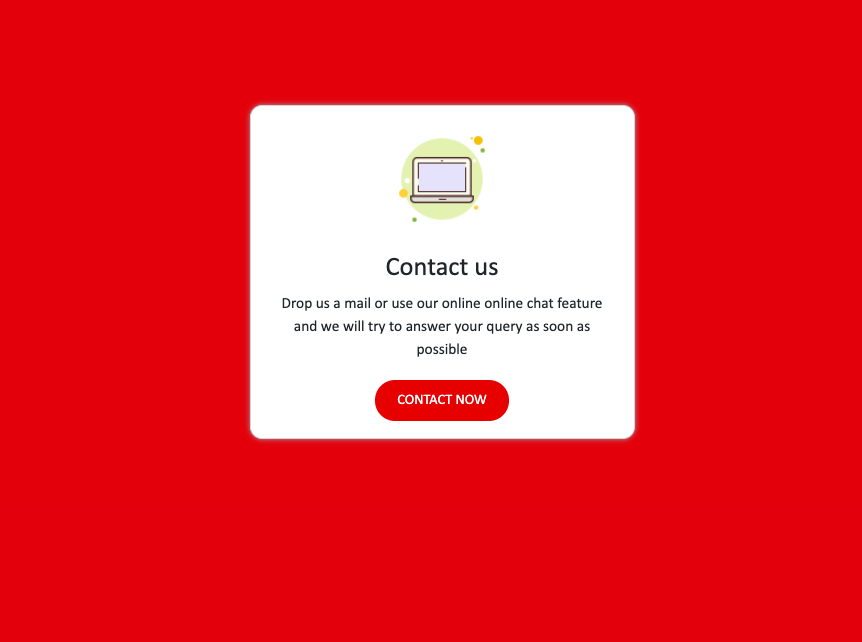 Contact us
Drop us a mail or use our online online chat feature
and we will try to answer your query as soon as
possible
CONTACT NOW